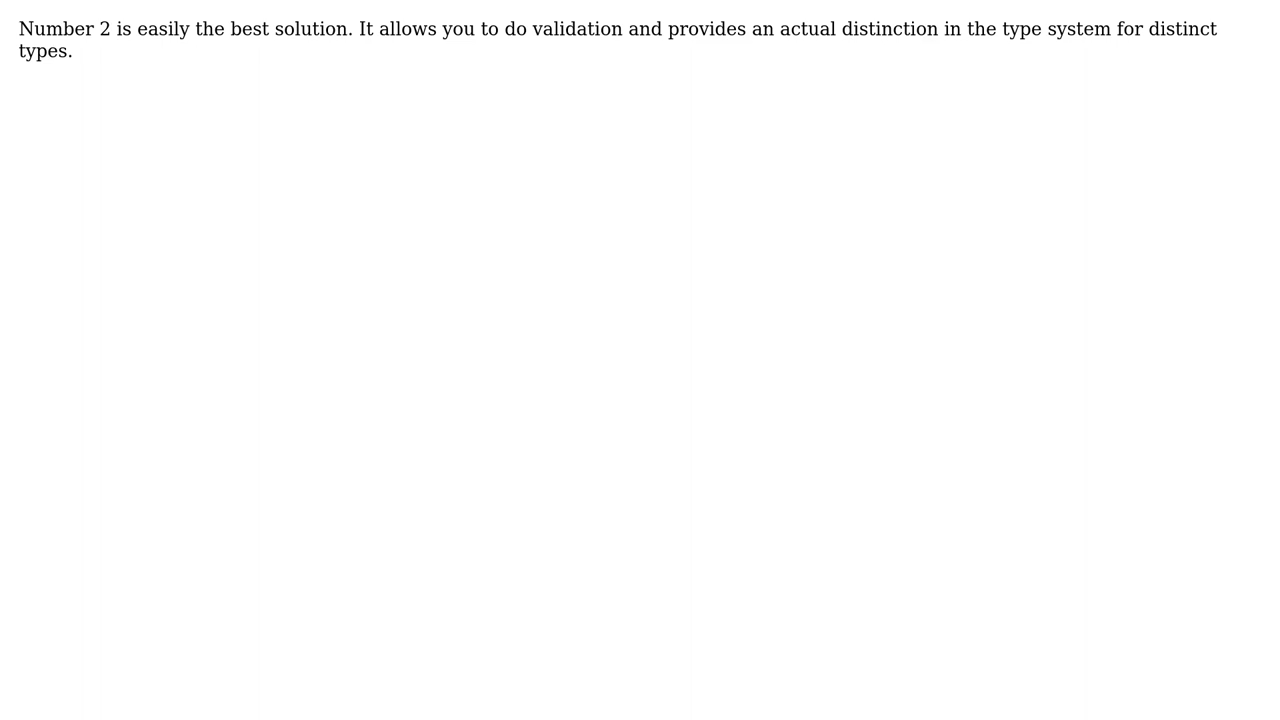 Number 2 is easily the best solution. It allows you to do validation and provides an actual distinction in the type system for distinct
types.